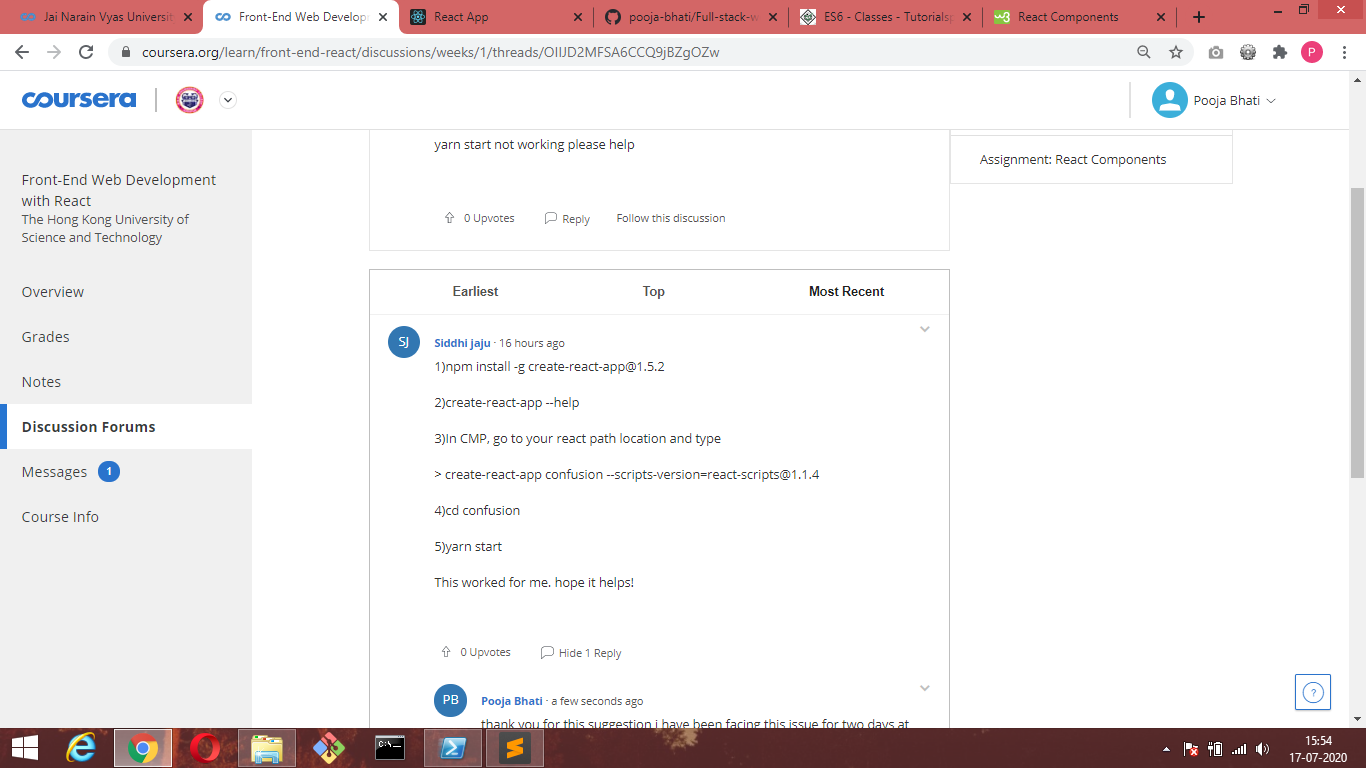 Jai Narain Vyas Universit
Front-End Web Develop
React App
pooja-bhati/Full-stack-w
ES6 - Classes - Tutorialsp
React Components
coursera.org/learn/front-end-react/discussions/weeks/1/threads/OIIJD2MFSA6CCQ9jBZgOZw
P
coursera
Pooja Bhati
Front-End Web Development
with React
The Hong Kong University of
Science and Technology
Overview
Grades
Notes
Discussion Forums
Messages 1
Course Info
yarn start not working please help
0 Upvotes
Reply
Follow this discussion
Assignment: React Components
Earliest
Top
Most Recent
SJ
Siddhi jaju · 16 hours ago
1)npm install -g create-react-app@1.5.2
2)create-react-app --help
3)In CMP, go to your react path location and type
> create-react-app confusion --scripts-version=react-scripts@1.1.4
4)cd confusion
5)yarn start
This worked for me. hope it helps!
0 Upvotes
Hide 1 Reply
PB
Pooja Bhati · a few seconds ago
thank you for this suggestion i have been facing this issue for two days at
?
15:54
17-07-2020